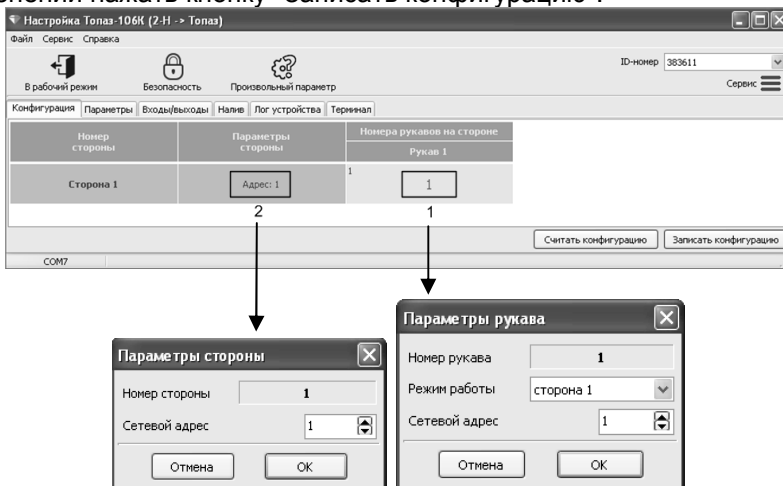 нажать кнопку "Записать конфигурацию".
Настройка Топаз-106К (2-Н -> Топаз)
Файл Сервис Справка
В рабочий режим Безопасность Произвольный параметр
ID-номер 383611
Сервис
Конфигурация Параметры Входы/выходы Налив Лог устройства Терминал
Номер стороны
Параметры стороны
Номера рукавов на стороне
Рукав 1
Сторона 1
Адрес: 1
1
1
2
1
Считать конфигурацию Записать конфигурацию
COM7
Параметры стороны
Номер стороны 1
Сетевой адрес 1
Отмена OK
Параметры рукава
Номер рукава 1
Режим работы сторона 1
Сетевой адрес 1
Отмена OK